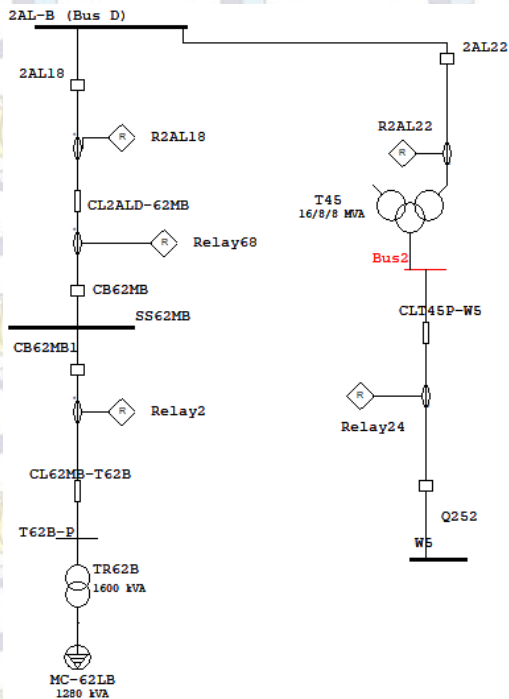 2AL-B (Bus D)
2AL18
2AL22
R
R2AL18
R2AL22
R
CL2ALD-62MB
T45
16/8/8 MVA
R
Relay68
Bus2
CB62MB
SS62MB
CLT45P-W5
CB62MB1
R
R
Relay2
Relay24
CL62MB-T62B
Q252
T62B-P
W5
TR62B
1600 kVA
MC-62LB
1280 kVA